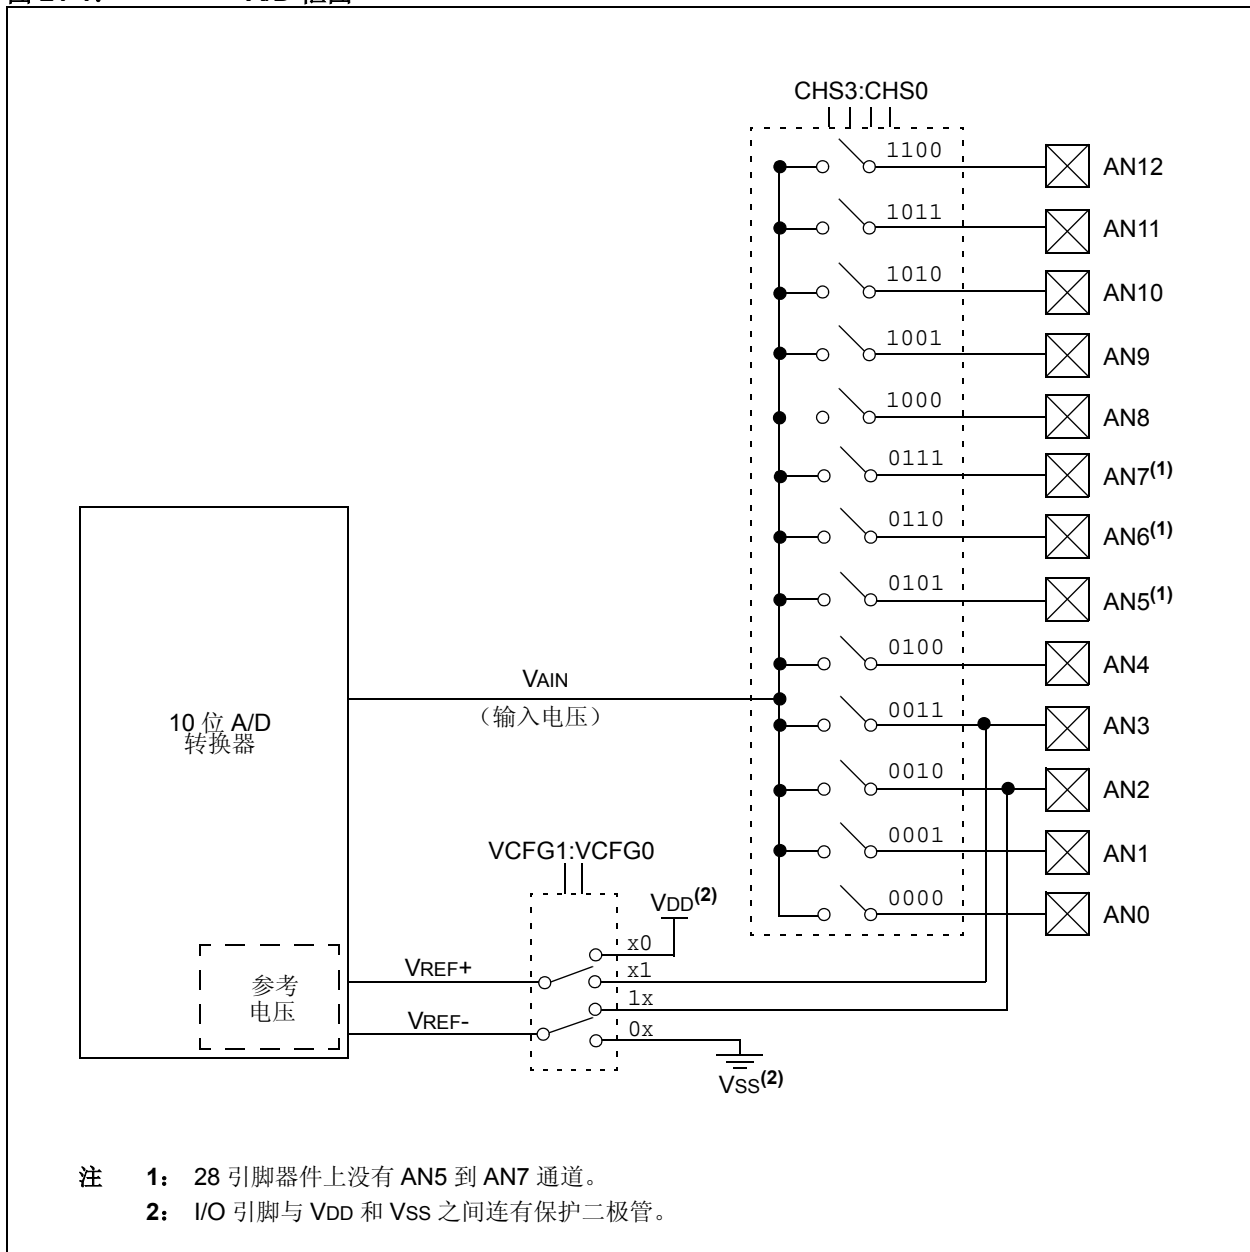 CHS3:CHS0
1100 AN12
1011 AN11
1010 AN10
1001 AN9
1000 AN8
0111 AN7(1)
0110 AN6(1)
0101 AN5(1)
0100 AN4
VAIN
(输入电压)
10 位 A/D
转换器
0011 AN3
0010 AN2
0001 AN1
0000 AN0
VCFG1:VCFG0
VDD(2)
x0
VREF+
x1
参考
电压
1x
VREF-
0x
VSS(2)
注 1: 28 引脚器件上没有 AN5 到 AN7 通道。
2: I/O 引脚与 VDD 和 VSS 之间连有保护二极管。